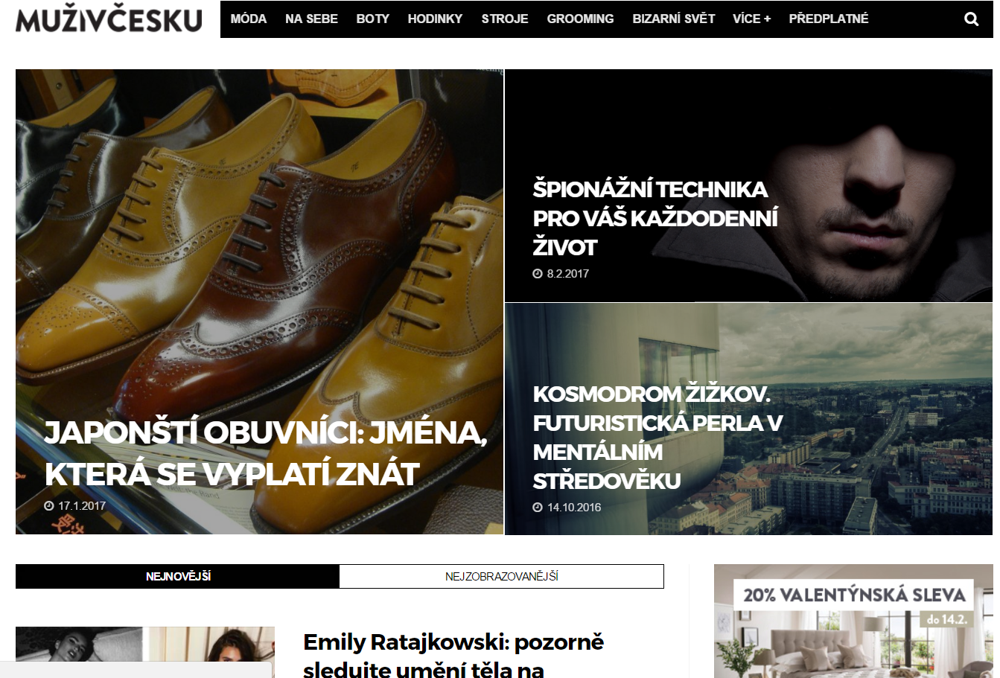 MUŽIVČESKU
MÓDA NA SEBE BOTY HODINKY STROJE GROOMING BIZARNÍ SVĚT VÍCE + PŘEDPLATNÉ
JAPONŠTÍ OBUVNÍCI: JMÉNA,
KTERÁ SE VYPLATÍ ZNÁT
17.1.2017
ŠPIONÁŽNÍ TECHNIKA
PRO VÁŠ KAŽDODENNÍ
ŽIVOT
8.2.2017
KOSMODROM ŽIŽKOV.
FUTURISTICKÁ PERLA V
MENTÁLNÍM
STŘEDOVĚKU
14.10.2016
NEJNOVĚJŠÍ
NEJZOBRAZOVANĚJŠÍ
20% VALENTÝNSKÁ SLEVA
do 14.2.
Emily Ratajkowski: pozorně
sledujte umění těla na